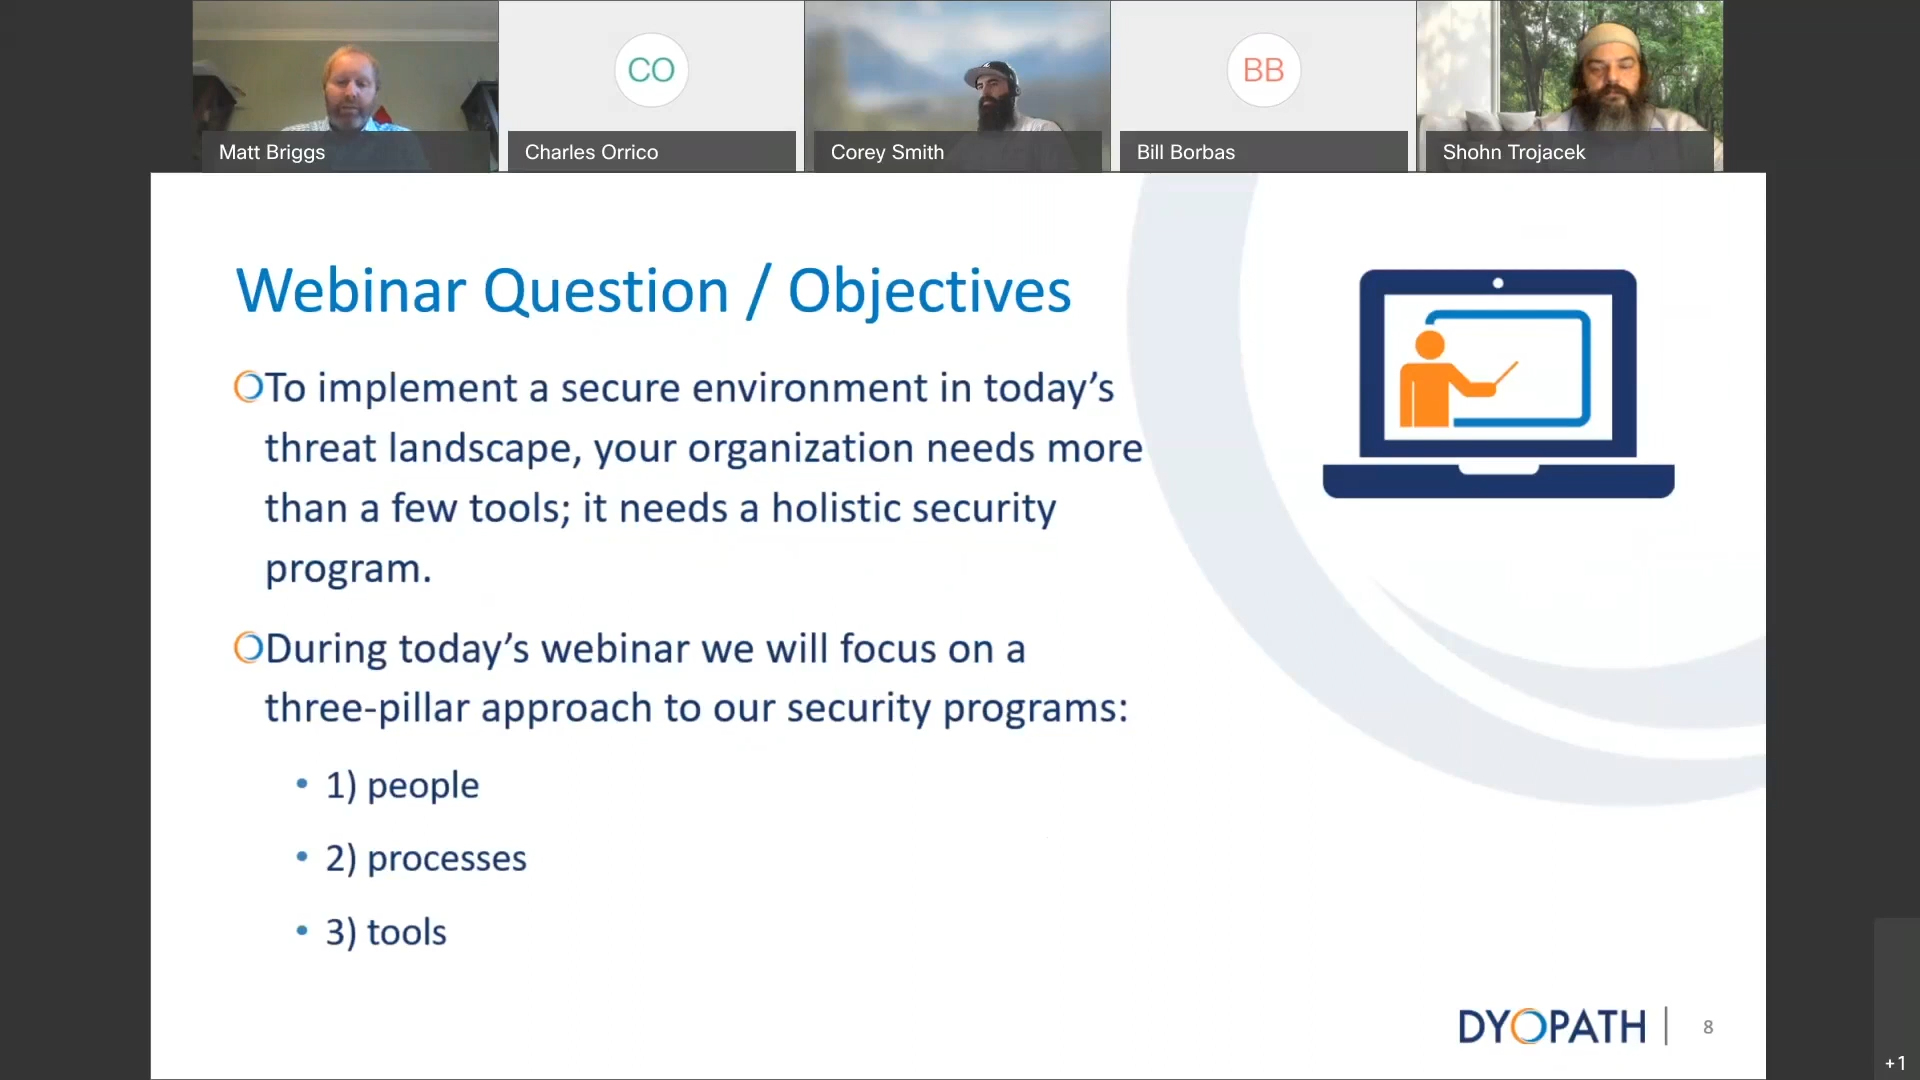 CO
BB
Matt Briggs
Charles Orrico
Corey Smith
Bill Borbas
Shohn Trojacek
Webinar Question / Objectives
To implement a secure environment in today’s
threat landscape, your organization needs more
than a few tools; it needs a holistic security
program.
During today’s webinar we will focus on a
three-pillar approach to our security programs:
• 1) people
• 2) processes
• 3) tools
DYOPATH | 8
+1